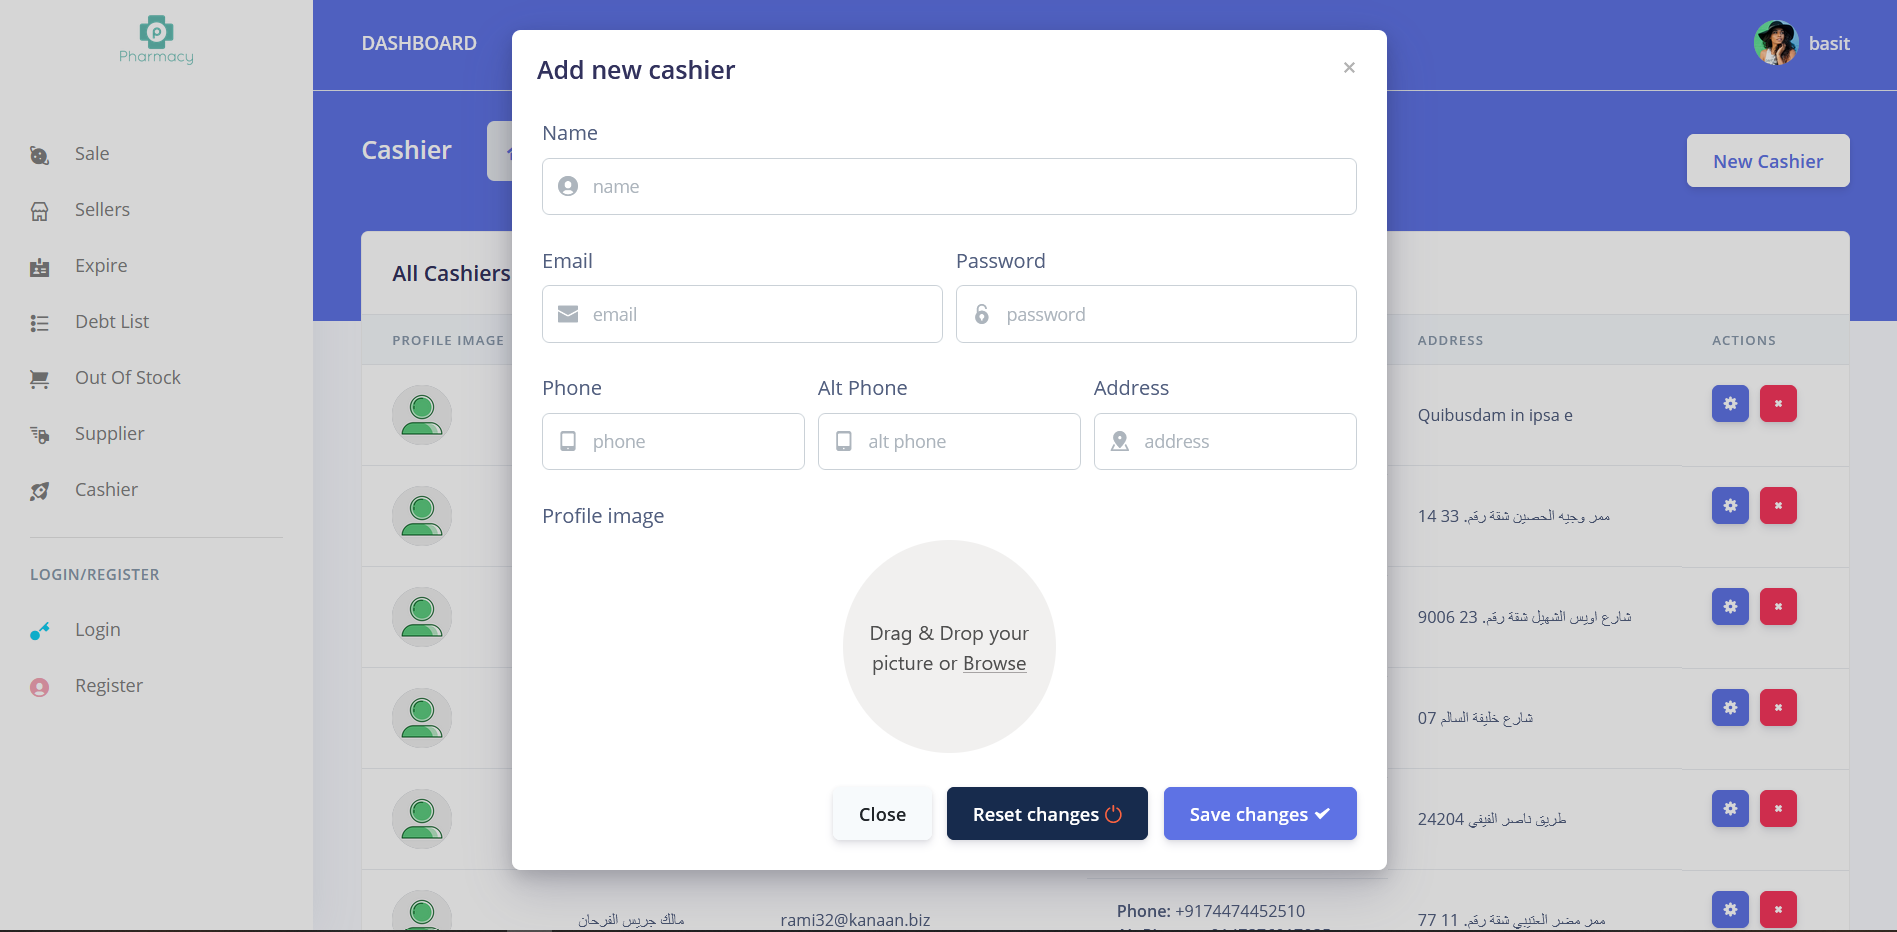 Pharmacy
DASHBOARD
basit
Sale
Sellers
Expire
Debt List
Out Of Stock
Supplier
Cashier
LOGIN/REGISTER
Login
Register
Cashier
New Cashier
All Cashiers
PROFILE IMAGE
ADDRESS
ACTIONS
Add new cashier
×
Name
name
Email
Password
email
password
Phone
Alt Phone
Address
phone
alt phone
address
Profile image
Drag & Drop your
picture or Browse
Close
Reset changes
Save changes
Quibusdam in ipsa e
ممر وجيه الحصين شقة رقم. 33 14
شارع اويس الشهيل شقة رقم. 23 9006
شارع خليفة السالم 07
طريق ناصر الفيفي 24204
مالك جريس الفرحان
rami32@kanaan.biz
Phone: +9174474452510
ممر مضر العتيبي شقة رقم. 11 77